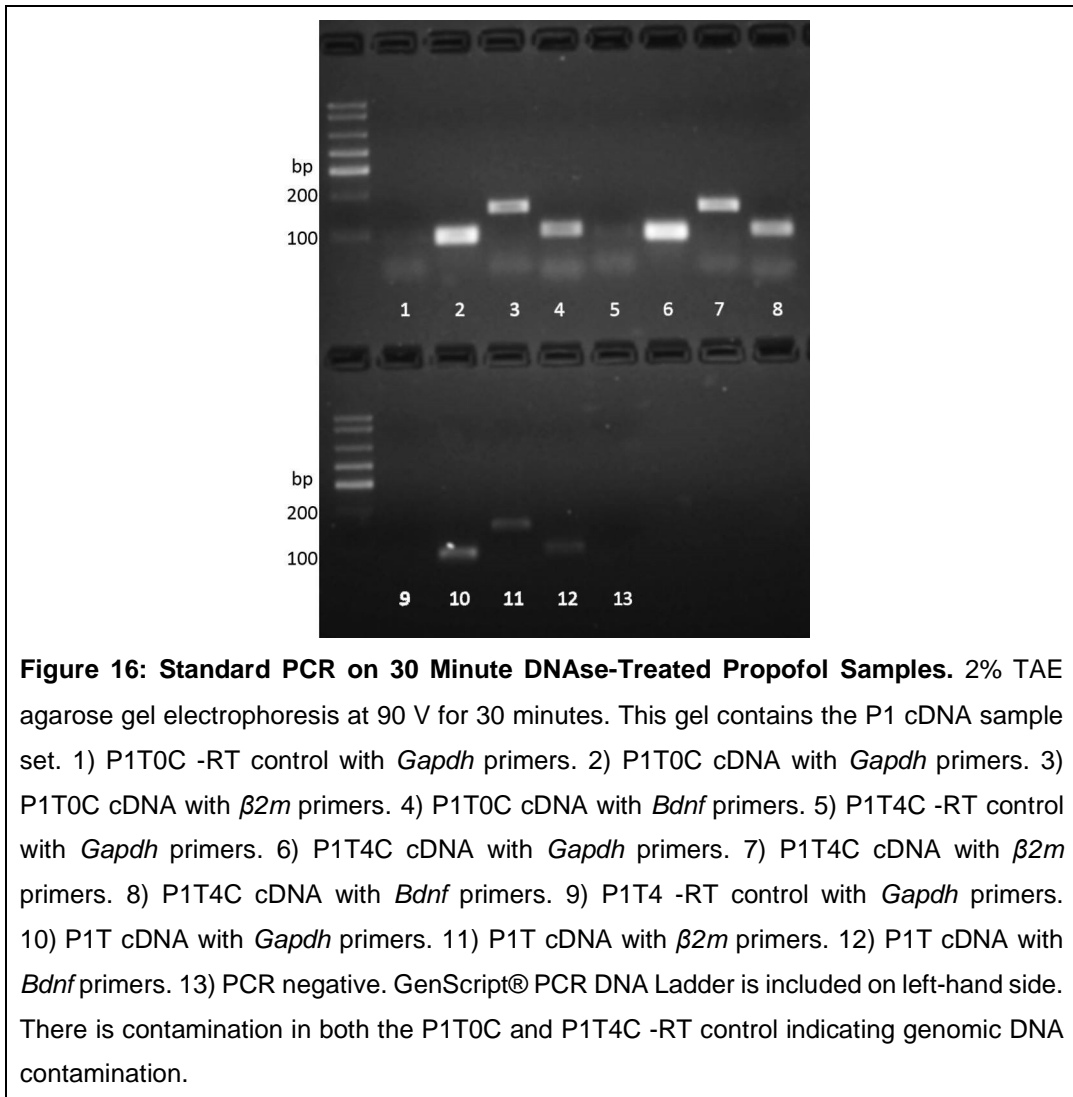 bp
200
100
1 2 3 4 5 6 7 8
bp
200
100
9 10 11 12 13
Figure 16: Standard PCR on 30 Minute DNAse-Treated Propofol Samples. 2% TAE
agarose gel electrophoresis at 90 V for 30 minutes. This gel contains the P1 cDNA sample
set. 1) P1T0C -RT control with Gapdh primers. 2) P1T0C cDNA with Gapdh primers. 3)
P1T0C cDNA with β2m primers. 4) P1T0C cDNA with Bdnf primers. 5) P1T4C -RT control
with Gapdh primers. 6) P1T4C cDNA with Gapdh primers. 7) P1T4C cDNA with β2m
primers. 8) P1T4C cDNA with Bdnf primers. 9) P1T4 -RT control with Gapdh primers.
10) P1T cDNA with Gapdh primers. 11) P1T cDNA with β2m primers. 12) P1T cDNA with
Bdnf primers. 13) PCR negative. GenScript® PCR DNA Ladder is included on left-hand side.
There is contamination in both the P1T0C and P1T4C -RT control indicating genomic DNA
contamination.